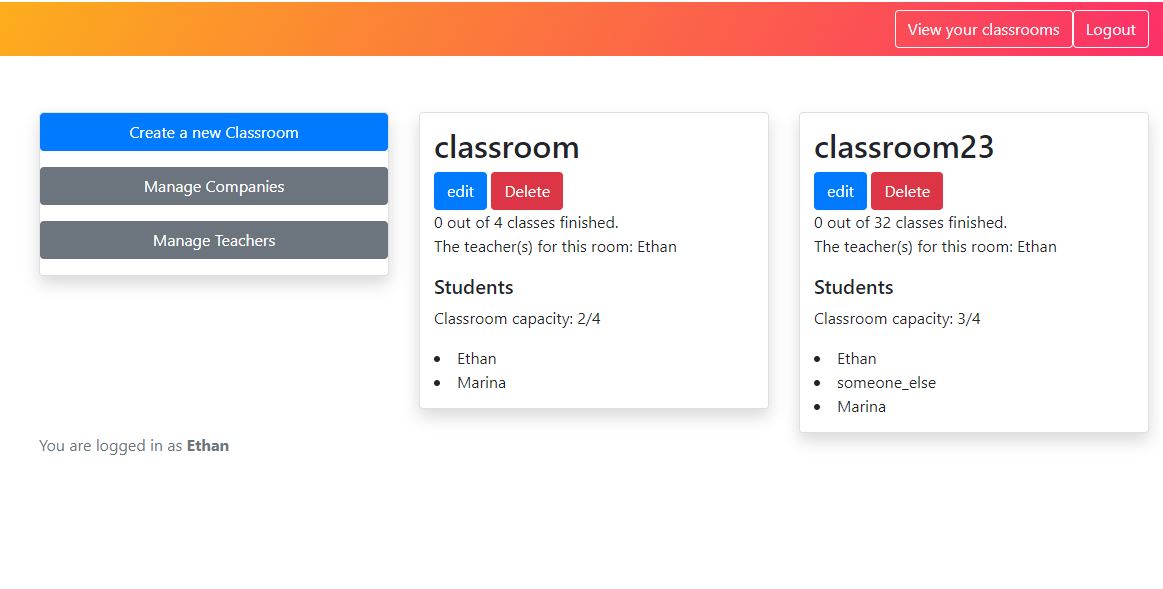 View your classrooms
Logout
Create a new Classroom
Manage Companies
Manage Teachers
classroom
edit
Delete
0 out of 4 classes finished.
The teacher(s) for this room: Ethan
Students
Classroom capacity: 2/4
Ethan
Marina
classroom23
edit
Delete
0 out of 32 classes finished.
The teacher(s) for this room: Ethan
Students
Classroom capacity: 3/4
Ethan
someone_else
Marina
You are logged in as Ethan